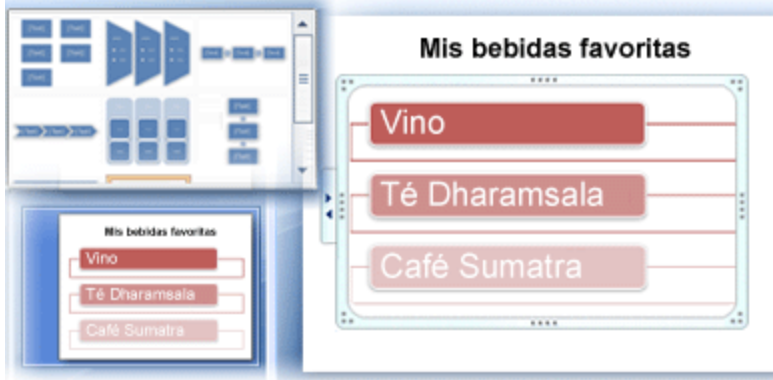 Mis bebidas favoritas
Vino
Té Dharamsala
Café Sumatra
Mis bebidas favoritas
Vino
Té Dharamsala
Café Sumatra